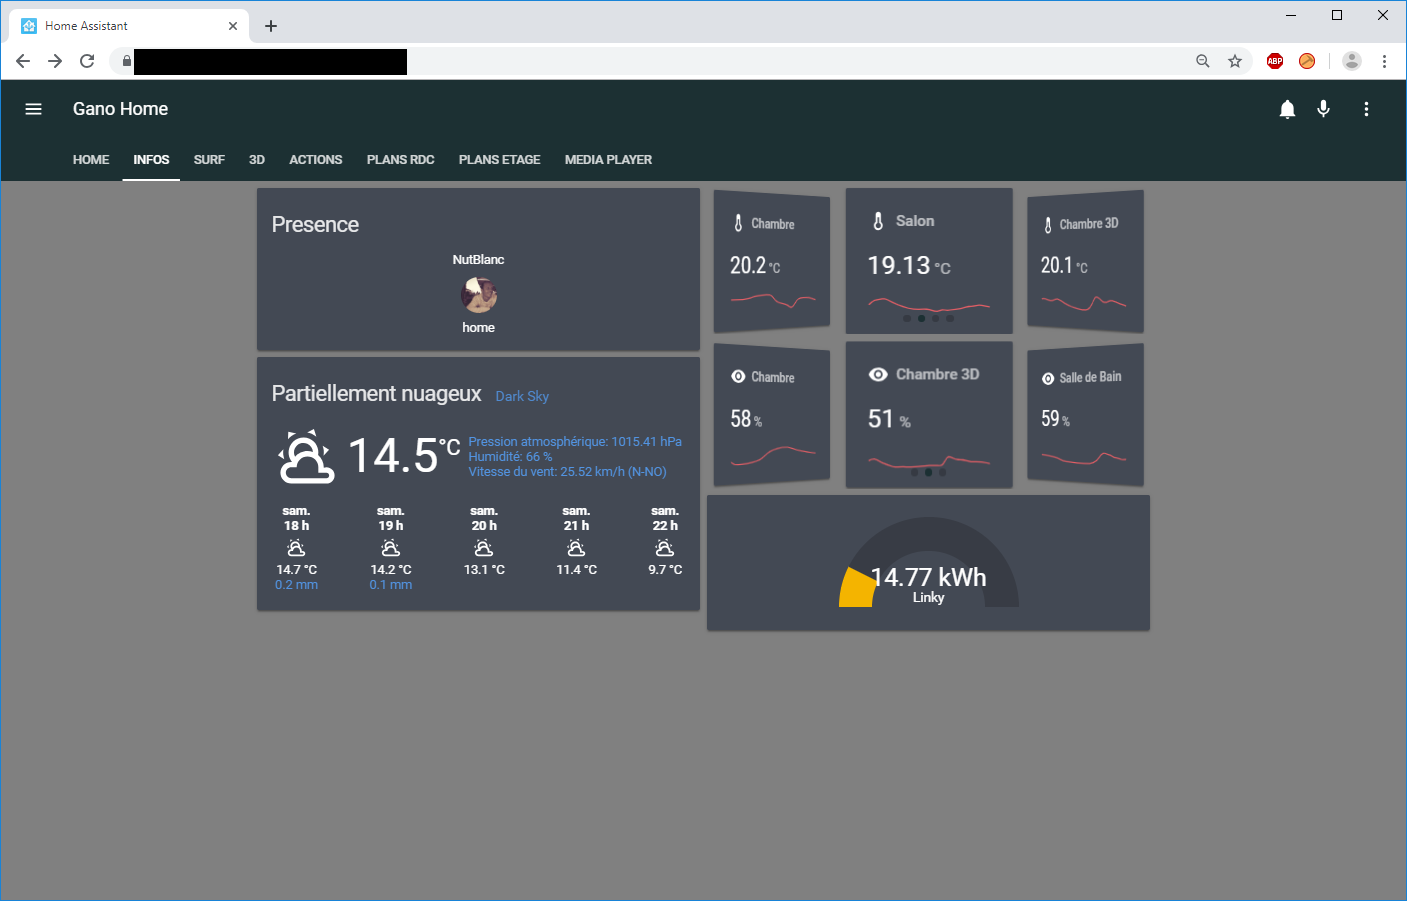 Home Assistant
ABP
Gano Home
HOME INFOS SURF 3D ACTIONS PLANS RDC PLANS ETAGE MEDIA PLAYER
Presence
NutBlanc
home
Partiellement nuageux Dark Sky
14.5°C
Pression atmosphérique: 1015.41 hPa
Humidité: 66 %
Vitesse du vent: 25.52 km/h (N-NO)
sam. sam. sam. sam. sam.
18 h 19 h 20 h 21 h 22 h
14.7 °C 14.2 °C 13.1 °C 11.4 °C 9.7 °C
0.2 mm 0.1 mm
Chambre
20.2 °C
Salon
19.13 °C
Chambre 3D
20.1 °C
Chambre
58 %
Chambre 3D
51 %
Salle de Bain
59 %
14.77 kWh
Linky